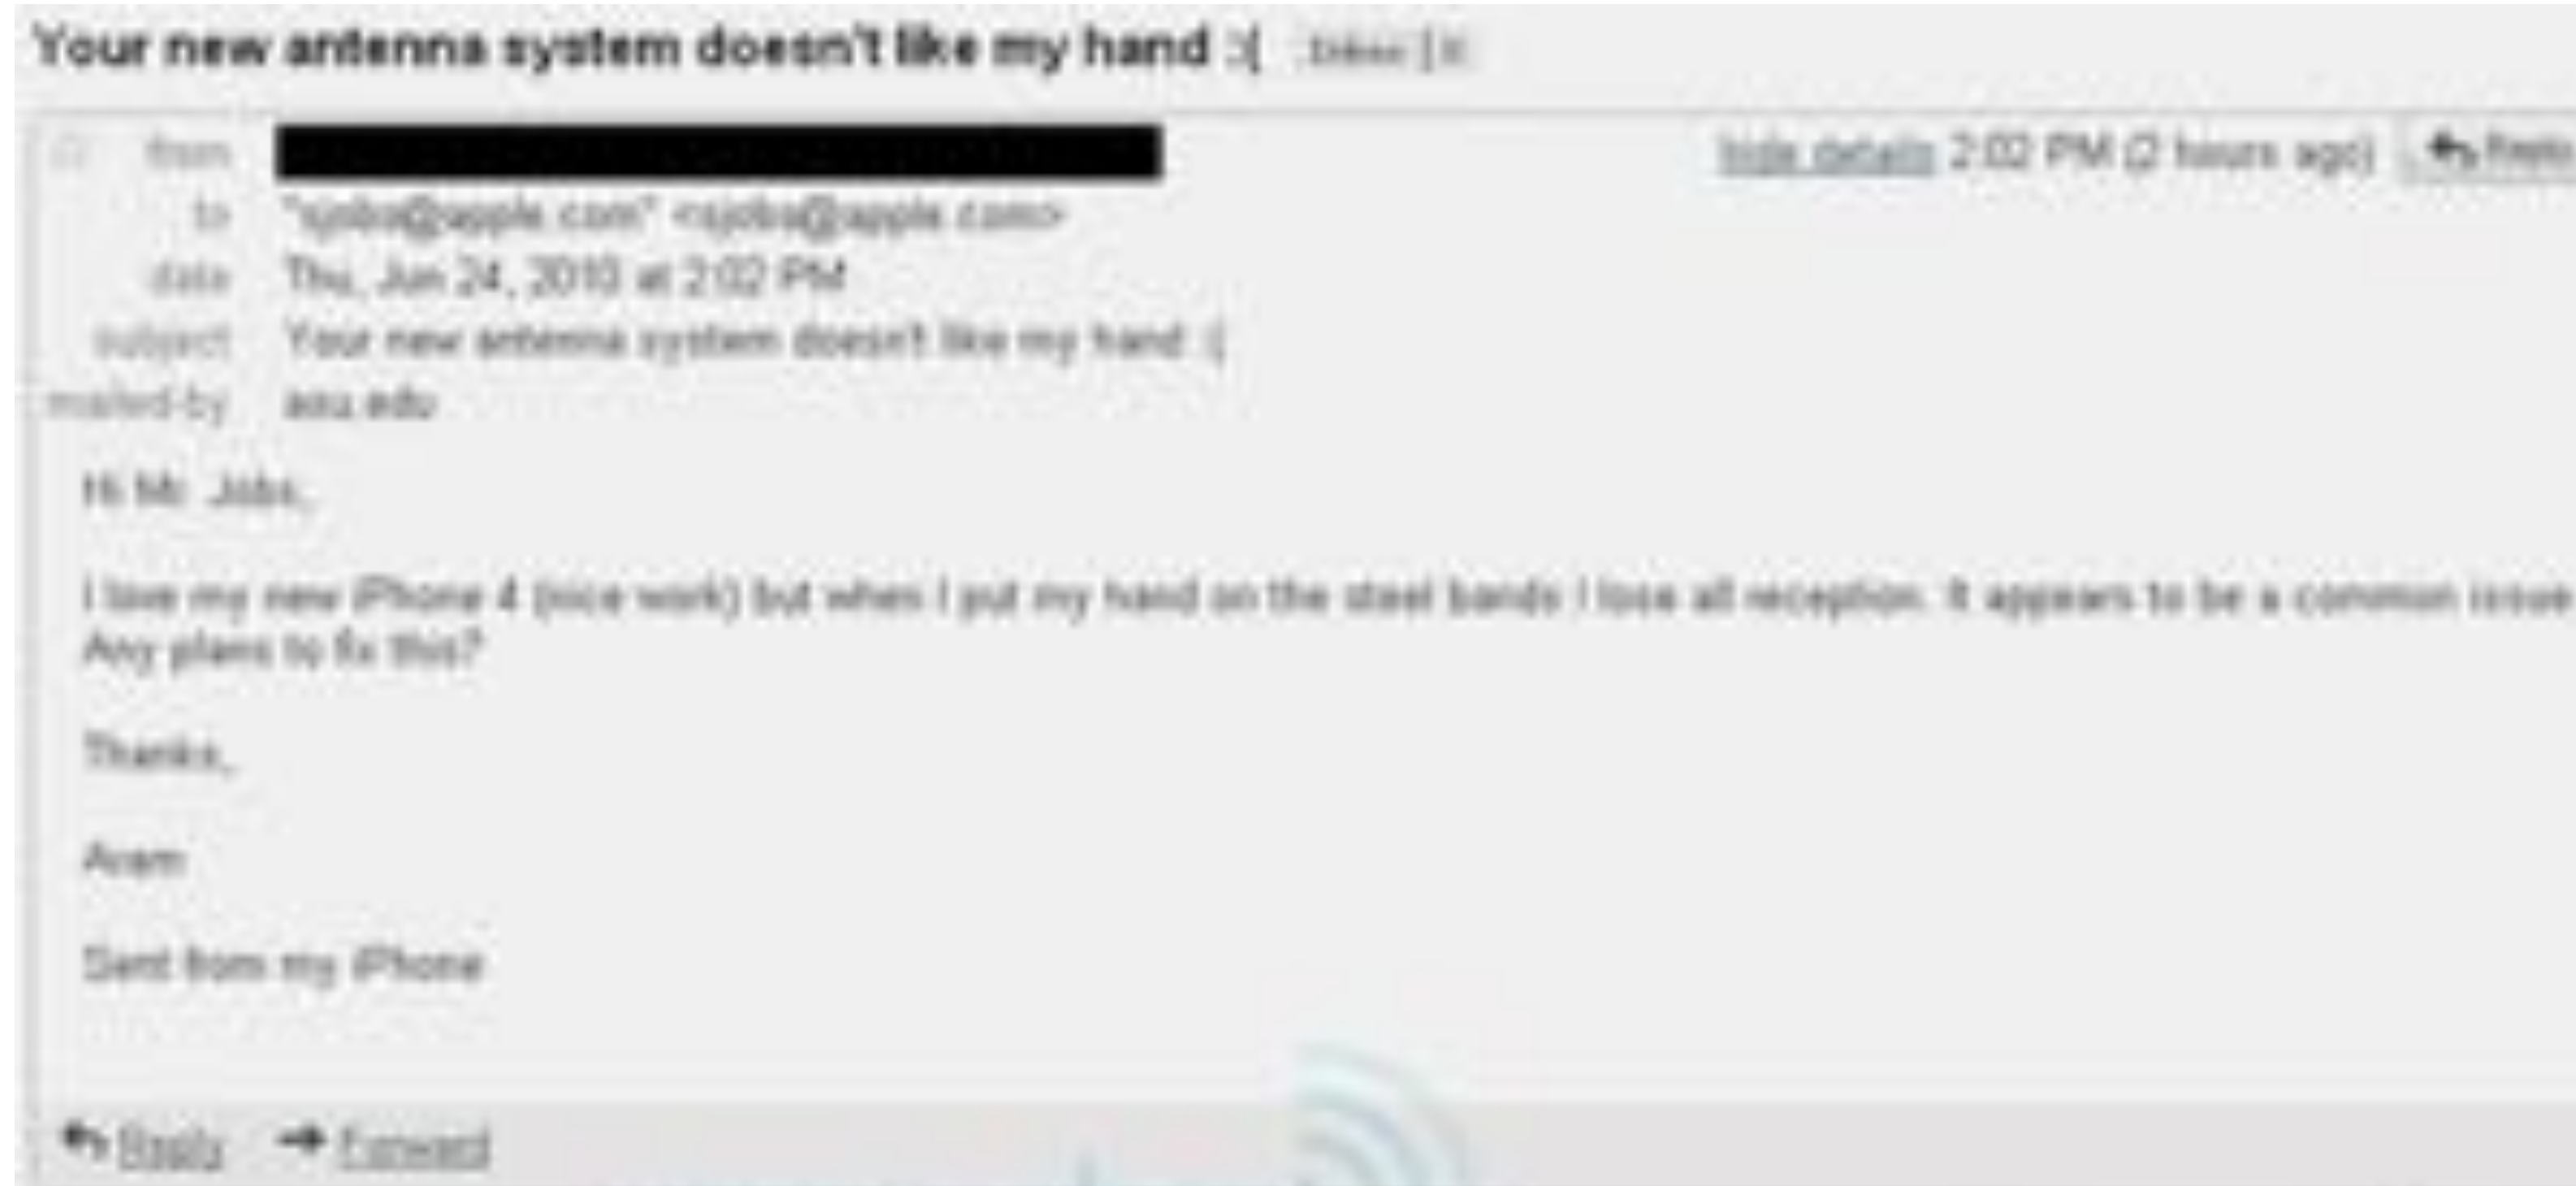 Your new antenna system doesn't like my hand :( Inbox | X
from hide details 2:02 PM (2 hours ago) Reply
to "sjobs@apple.com" <sjobs@apple.com>
date Thu, Jun 24, 2010 at 2:02 PM
subject Your new antenna system doesn't like my hand :(
mailed-by asu.edu
Hi Mr. Jobs,
I love my new iPhone 4 (nice work) but when I put my hand on the steel bands I lose all reception. It appears to be a common issue
Any plans to fix this?
Thanks,
Aram
Sent from my iPhone
Reply Forward